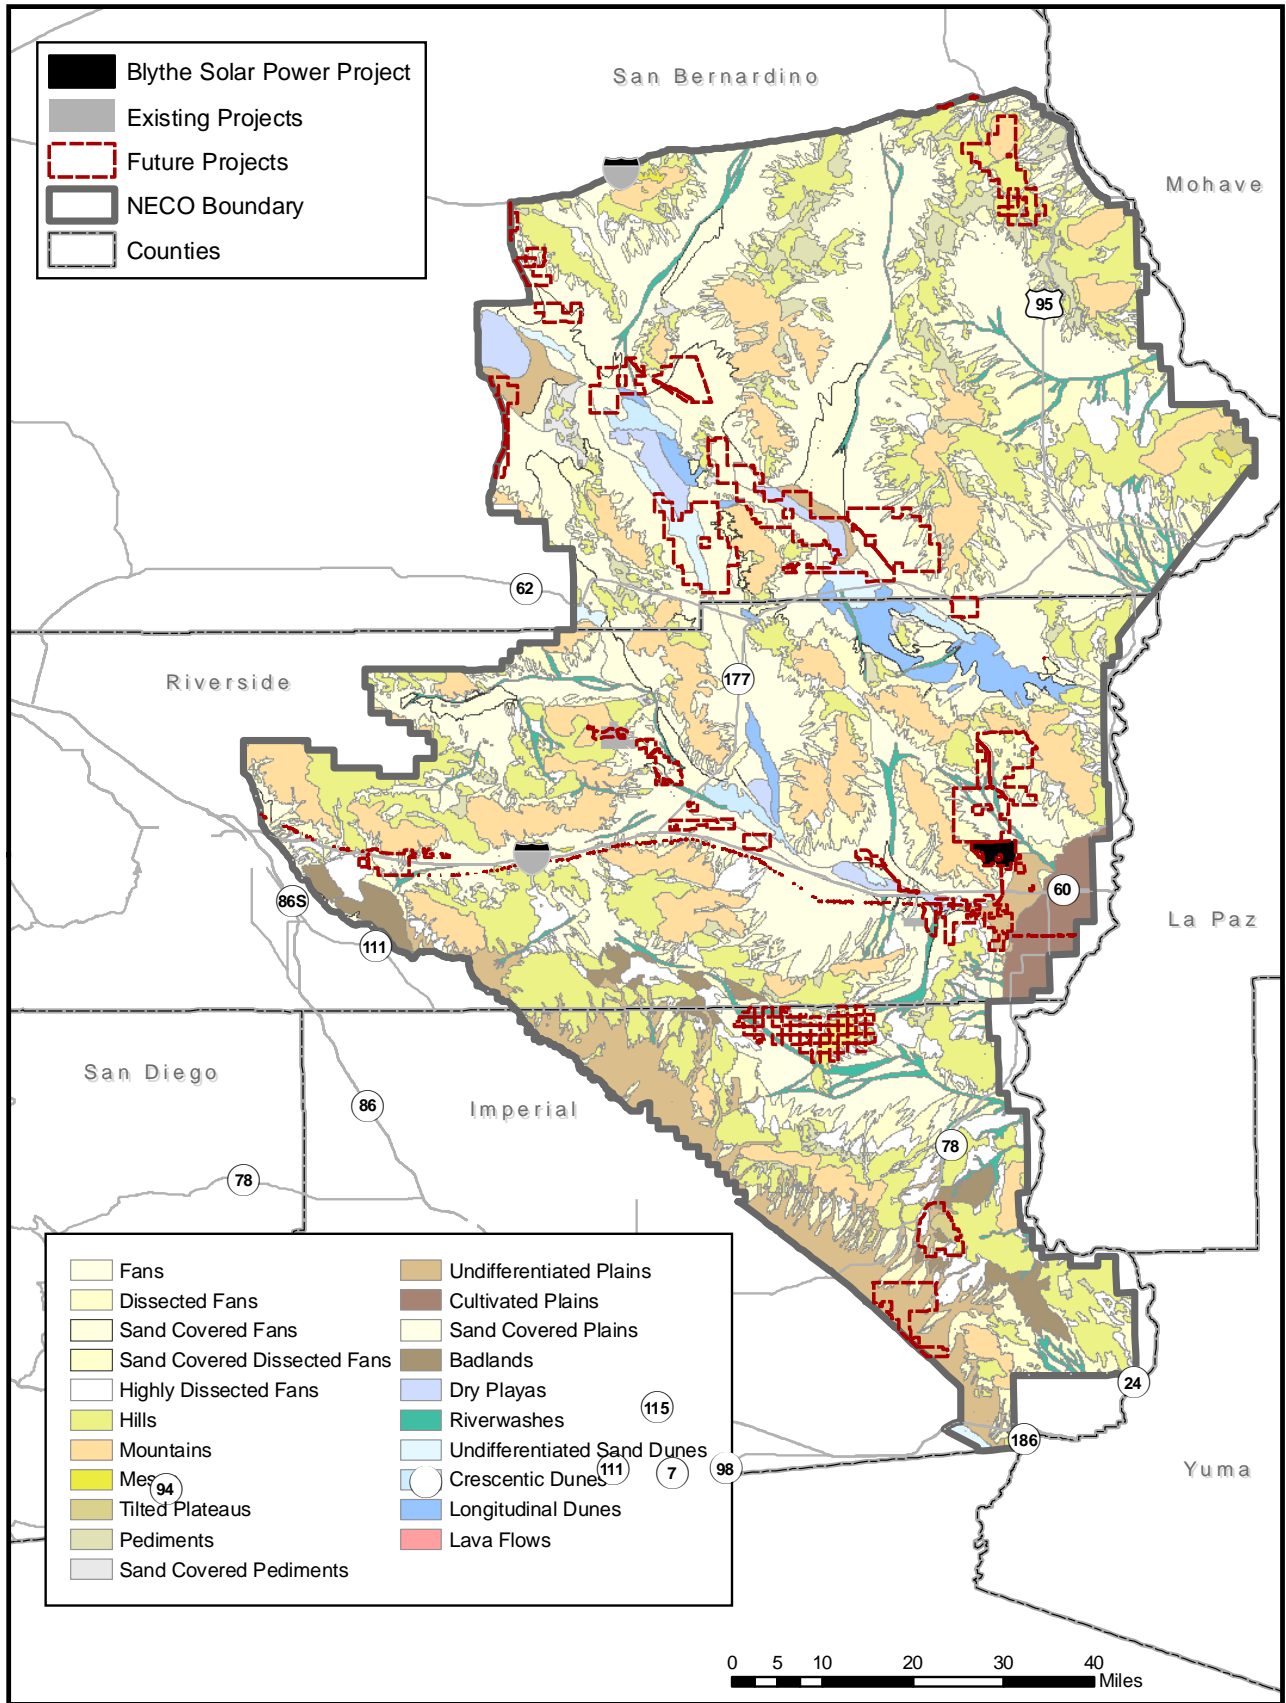 Blythe Solar Power Project
Existing Projects
Future Projects
NECO Boundary
Counties
San Bernardino
Mohave
95
62
Riverside
177
60
86S
La Paz
111
San Diego
86
Imperial
78
78
Fans
Dissected Fans
Sand Covered Fans
Sand Covered Dissected Fans
Highly Dissected Fans
Hills
Mountains
Mes
94
Tilted Plateaus
Pediments
Sand Covered Pediments
Undifferentiated Plains
Cultivated Plains
Sand Covered Plains
Badlands
Dry Playas
Riverwashes
115
Undifferentiated Sand Dunes
Crescentic Dunes
111
7
98
Longitudinal Dunes
Lava Flows
24
186
Yuma
0 5 10 20 30 40
Miles